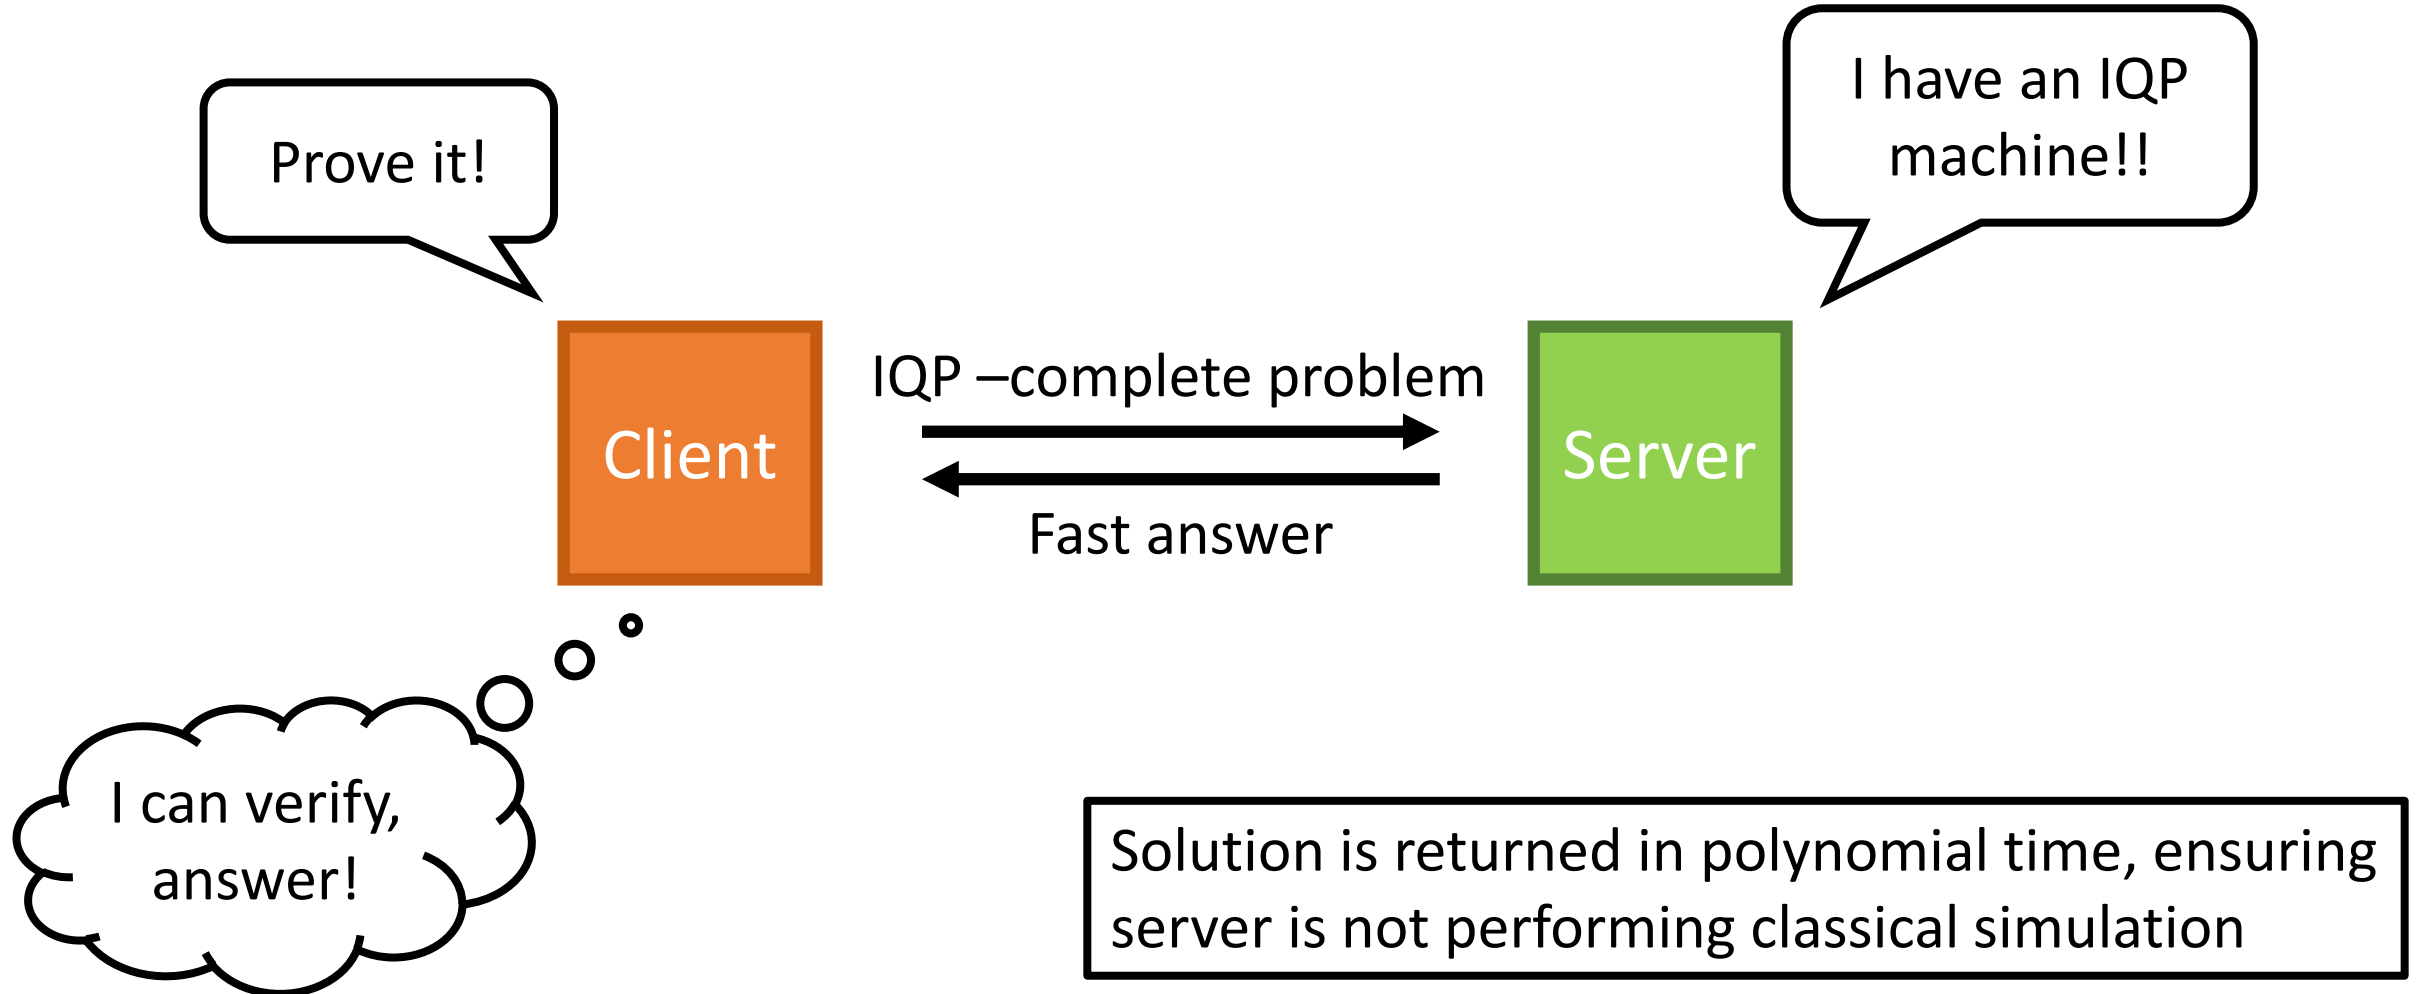 Prove it!
I have an IQP
machine!!
Client
IQP –complete problem
Fast answer
Server
I can verify,
answer!
Solution is returned in polynomial time, ensuring
server is not performing classical simulation